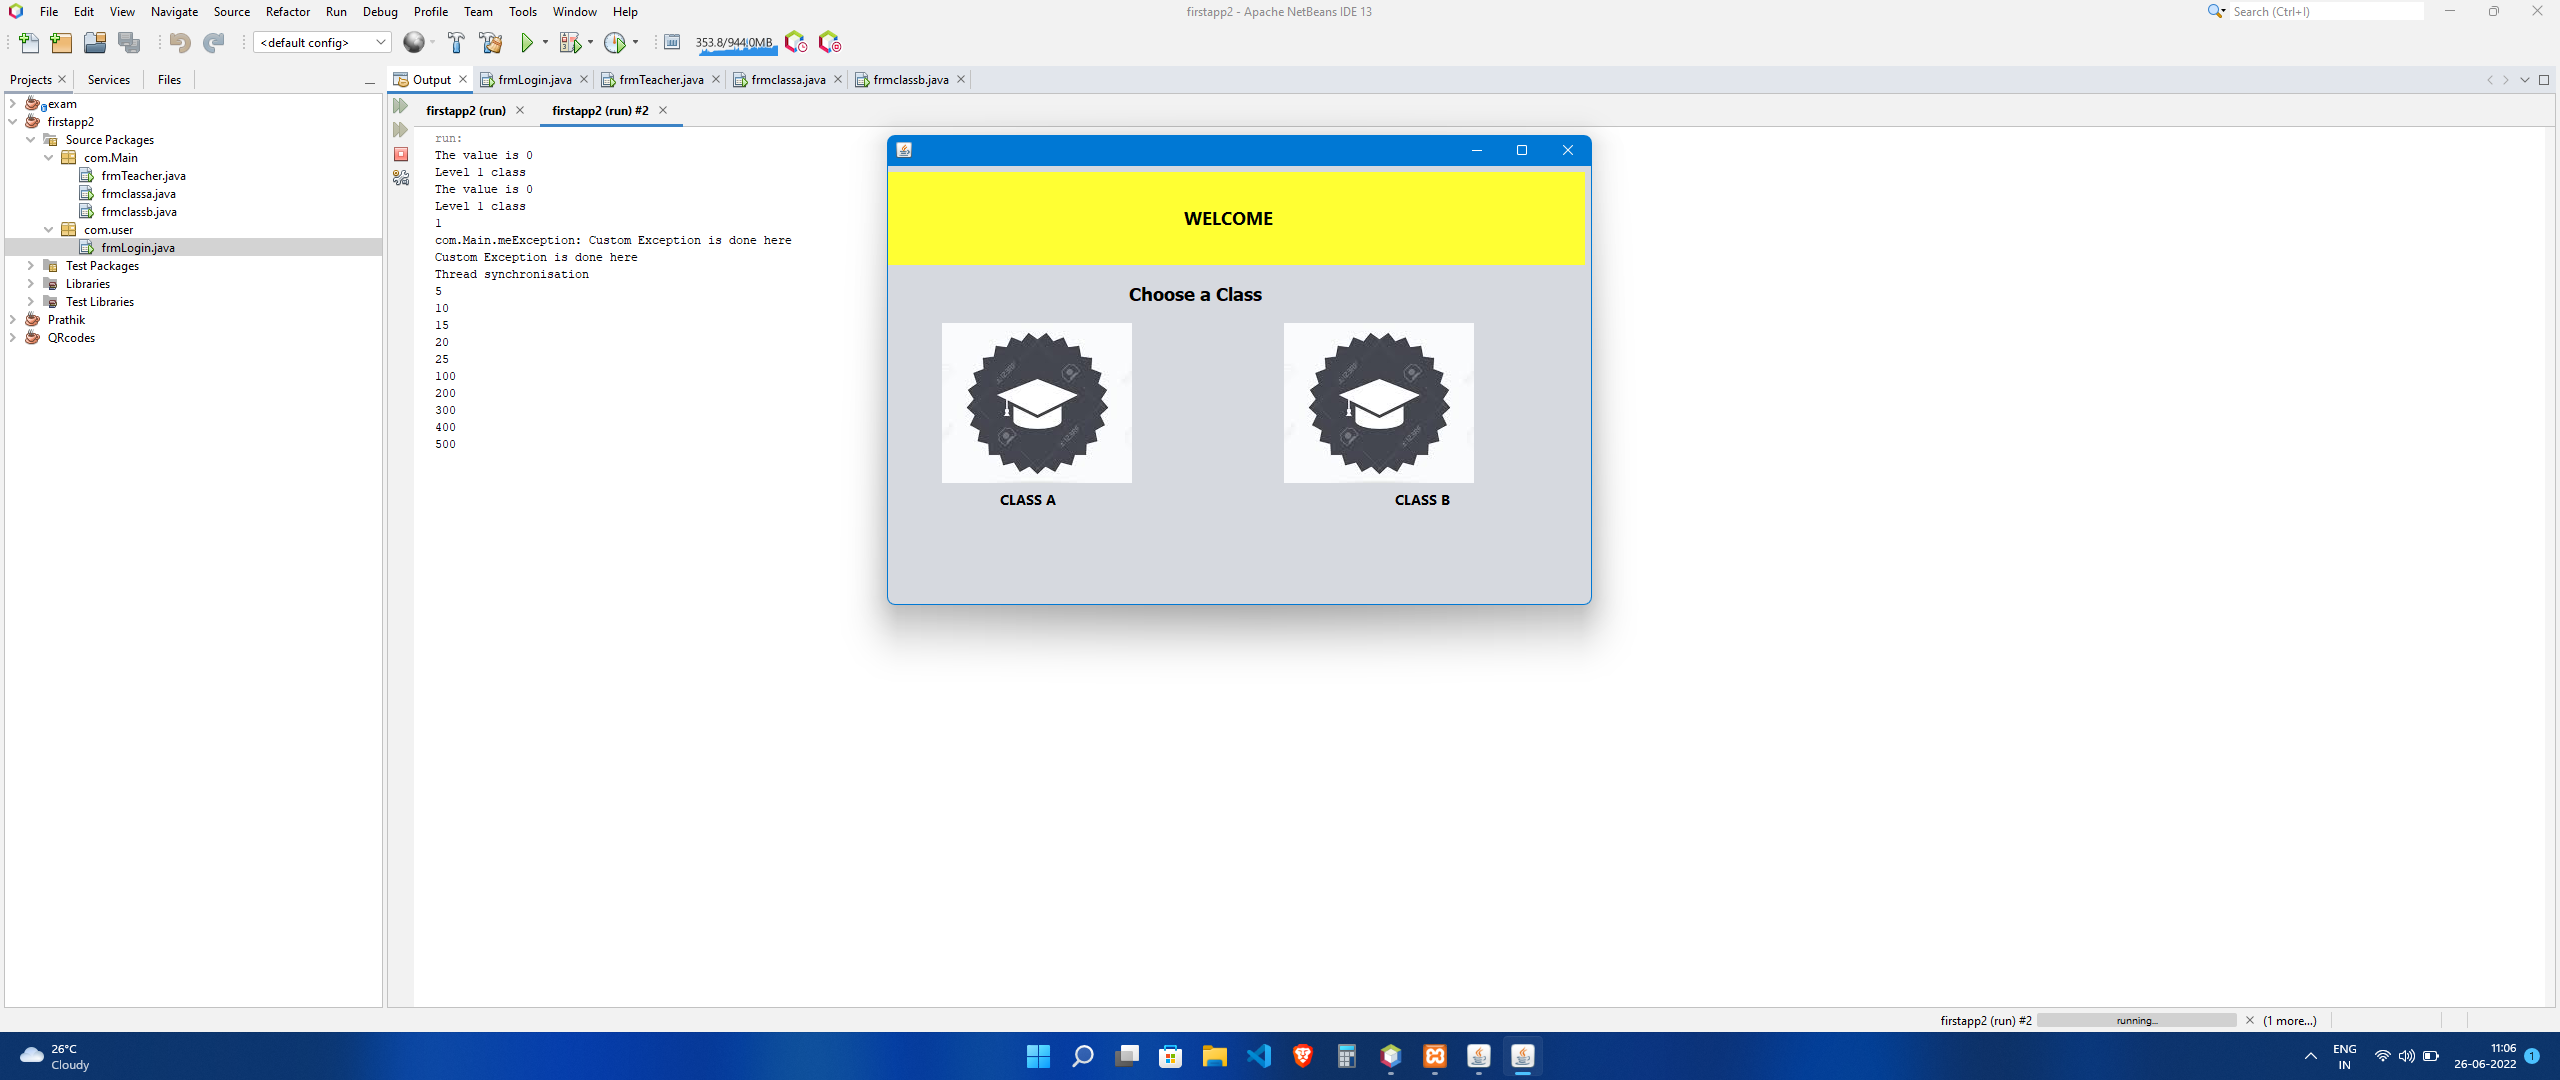 File Edit View Navigate Source Refactor Run Debug Profile Team Tools Window Help
firstapp2 - Apache NetBeans IDE 13
Search (Ctrl+I)
<default config>
353.8/944.0MB
Projects Services Files
Output frmLogin.java frmTeacher.java frmclassa.java frmclassb.java
exam
firstapp2
Source Packages
com.Main
frmTeacher.java
frmclassa.java
frmclassb.java
com.user
frmLogin.java
Test Packages
Libraries
Test Libraries
Prathik
QRcodes
firstapp2 (run) firstapp2 (run) #2
run:
The value is 0
Level 1 class
The value is 0
Level 1 class
1
com.Main.meException: Custom Exception is done here
Custom Exception is done here
Thread synchronisation
5
10
15
20
25
100
200
300
400
500
WELCOME
Choose a Class
CLASS A CLASS B
firstapp2 (run) #2 running... (1 more...)
26°C
Cloudy
ENG
IN
11:06
26-06-2022
1